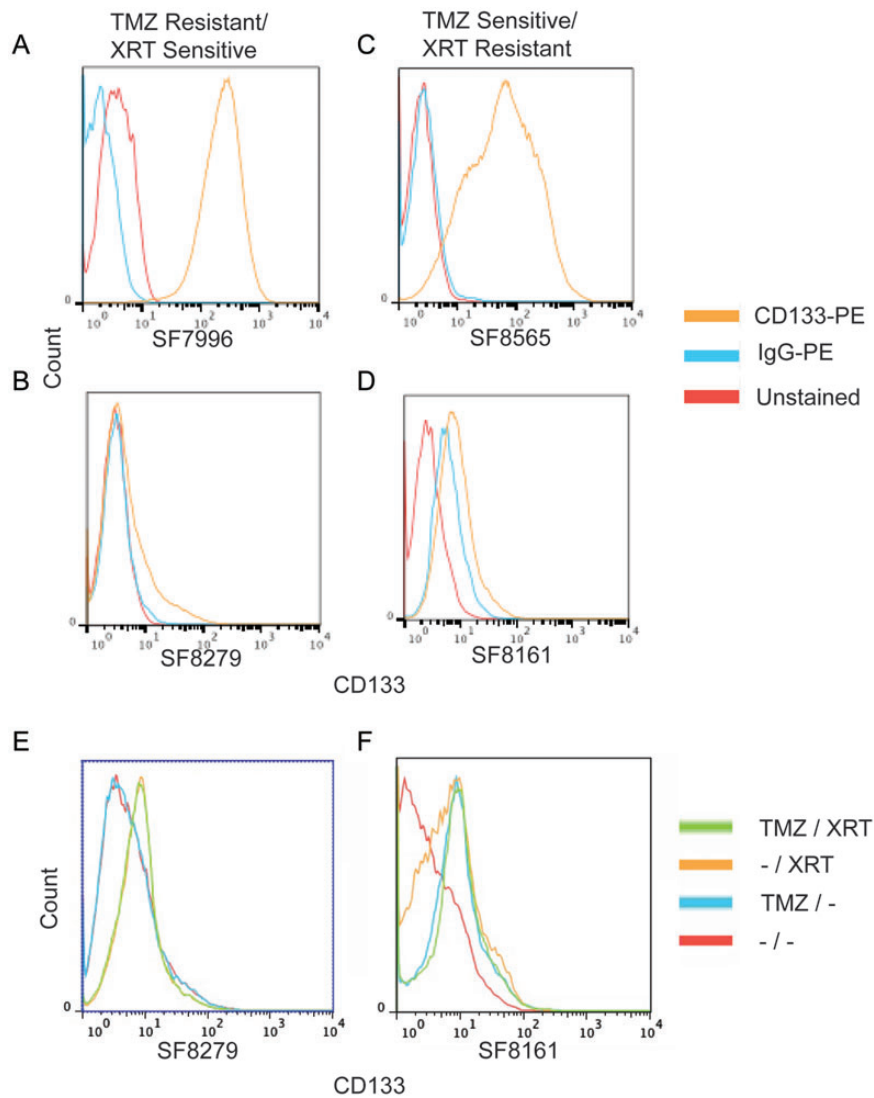 TMZ Resistant/
XRT Sensitive
TMZ Sensitive/
XRT Resistant
A
C
0
10^0 10^1 10^2 10^3 10^4
SF7996
0
10^0 10^1 10^2 10^3 10^4
SF8565
CD133-PE
IgG-PE
Unstained
Count
B
D
0
10^0 10^1 10^2 10^3 10^4
SF8279
0
10^0 10^1 10^2 10^3 10^4
SF8161
CD133
E
F
Count
0
10^0 10^1 10^2 10^3 10^4
SF8279
0
10^0 10^1 10^2 10^3 10^4
SF8161
TMZ / XRT
- / XRT
TMZ / -
- / -
CD133